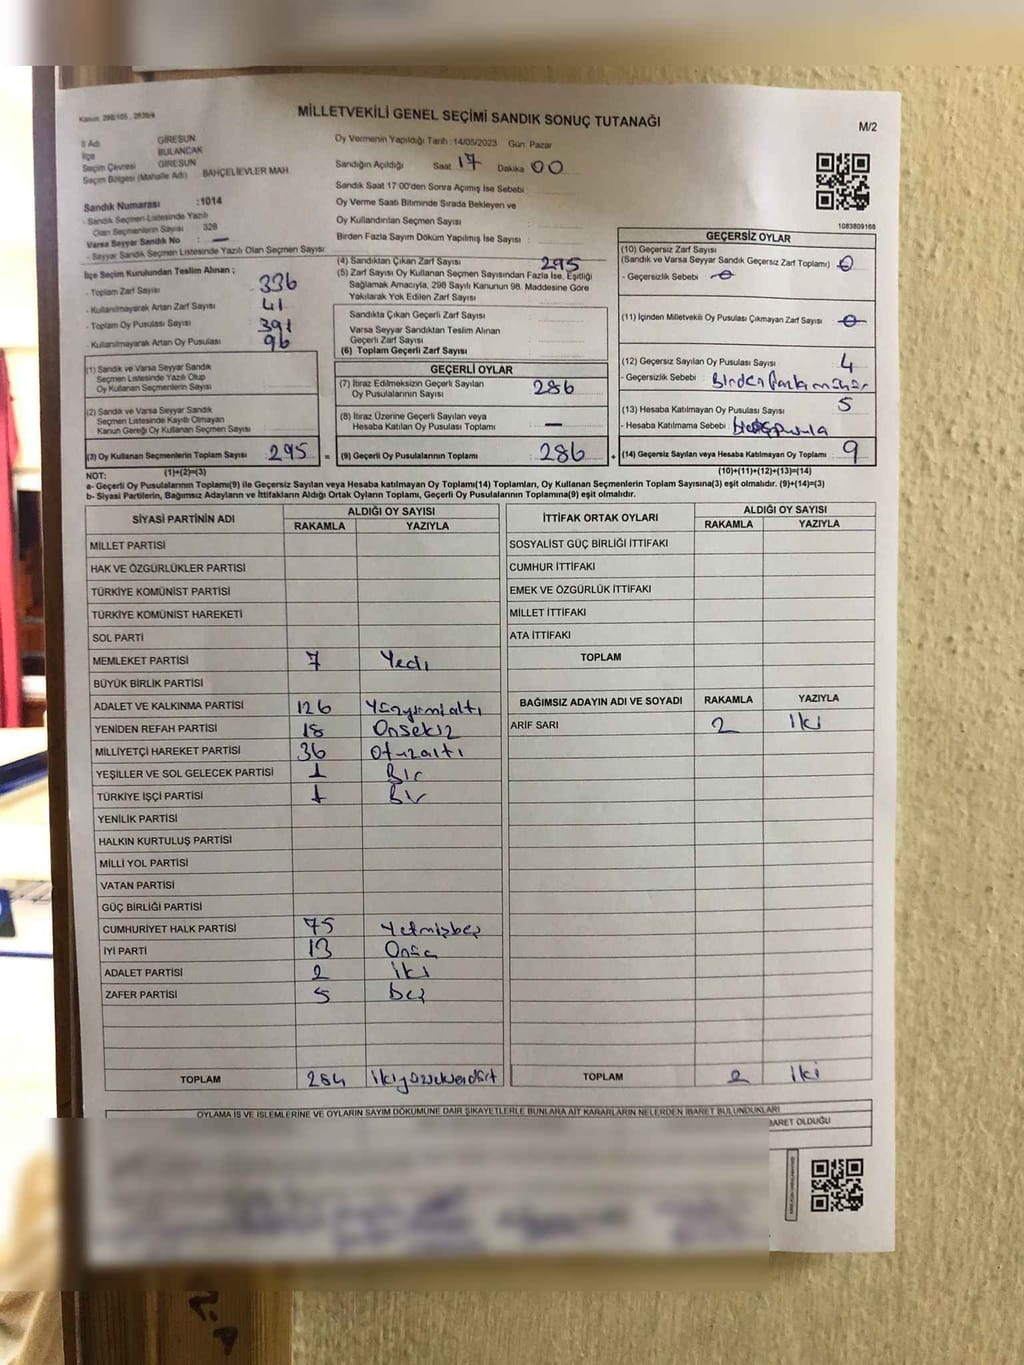 Kanun: 298/105 , 2839/4
MİLLETVEKİLİ GENEL SEÇİMİ SANDIK SONUÇ TUTANAĞI
M/2
İl Adı GİRESUN
İlçe BULANCAK
Seçim Çevresi GİRESUN
Seçim Bölgesi (Mahalle Adı) BAHÇELİEVLER MAH.
Sandık Numarası :1014
- Sandık Seçmen Listesinde Yazılı
Olan Seçmenlerin Sayısı 328
Varsa Seyyar Sandık No : —
- Seyyar Sandık Seçmen Listesinde Yazılı Olan Seçmen Sayısı:
Oy Vermenin Yapıldığı Tarih :14/05/2023 Gün Pazar
Sandığın Açıldığı Saat 17 Dakika 00
Sandık Saat 17:00'den Sonra Açımış İse Sebebi
Oy Verme Saati Bitiminde Sırada Bekleyen ve
Oy Kullandırılan Seçmen Sayısı
Birden Fazla Sayım Döküm Yapılmış İse Sayısı :
1083809168
İlçe Seçim Kurulundan Teslim Alınan ;
- Toplam Zarf Sayısı 336
- Kullanılmayarak Artan Zarf Sayısı 41
- Toplam Oy Pusulası Sayısı 391
- Kullanılmayarak Artan Oy Pusulası 96
(4) Sandıktan Çıkan Zarf Sayısı 295
(5) Zarf Sayısı Oy Kullanan Seçmen Sayısından Fazla İse, Eşitliği
Sağlamak Amacıyla, 298 Sayılı Kanunun 98. Maddesine Göre
Yakılarak Yok Edilen Zarf Sayısı
Sandıkta Çıkan Geçerli Zarf Sayısı
Varsa Seyyar Sandıktan Teslim Alınan
Geçerli Zarf Sayısı
(6) Toplam Geçerli Zarf Sayısı
GEÇERSİZ OYLAR
(10) Geçersiz Zarf Sayısı
(Sandık ve Varsa Seyyar Sandık Geçersiz Zarf Toplamı) 0
- Geçersizlik Sebebi 0
(11) İçinden Milletvekili Oy Pusulası Çıkmayan Zarf Sayısı 0
(12) Geçersiz Sayılan Oy Pusulası Sayısı 4
- Geçersizlik Sebebi : Birden fazla mühür
(13) Hesaba Katılmayan Oy Pusulası Sayısı 5
- Hesaba Katılmama Sebebi
(14) Geçersiz Sayılan veya Hesaba katılmayan Oy Toplamı 9
(1) Sandık ve Varsa Seyyar Sandık
Seçmen Listesinde Yazılı Olup
Oy Kullanan Seçmenlerin Sayısı
(2) Sandık ve Varsa Seyyar Sandık
Seçmen Listesinde Kayıtlı Olmayan
Kanun Gereği Oy Kullanan Seçmen Sayısı
(3) Oy Kullanan Seçmenlerin Toplam Sayısı 295 =
GEÇERLİ OYLAR
(7) İtiraz Edilmeksizin Geçerli Sayılan
Oy Pusulalarının Sayısı 286
(8) İtiraz Üzerine Geçerli Sayılan veya
Hesaba Katılan Oy Pusulası Toplamı —
(9) Geçerli Oy Pusulalarının Toplamı 286 +
NOT: (1)+(2)=(3) (10)+(11)+(12)+(13)=(14)
a- Geçerli Oy Pusulalarının Toplamı(9) ile Geçersiz Sayılan veya Hesaba katılmayan Oy Pusulası Toplamı(14) Toplamları, Oy Kullanan Seçmenlerin Toplam Sayısına(3) eşit olmalıdır. (9)+(14)=(3)
b- Siyasi Partilerin, Bağımsız Adayların ve İttifakların Aldığı Ortak Oyların Toplamı, Geçerli Oy Pusulalarının Toplamına(9) eşit olmalıdır.
SİYASİ PARTİNİN ADI ALDIĞI OY SAYISI
RAKAMLA YAZIYLA
MİLLET PARTİSİ
HAK VE ÖZGÜRLÜKLER PARTİSİ
TÜRKİYE KOMÜNİST PARTİSİ
TÜRKİYE KOMÜNİST HAREKETİ
SOL PARTİ
MEMLEKET PARTİSİ 7 Yedi
BÜYÜK BİRLİK PARTİSİ
ADALET VE KALKINMA PARTİSİ 126 Yüzyirmialtı
YENİDEN REFAH PARTİSİ 18 Onsekiz
MİLLİYETÇİ HAREKET PARTİSİ 36 Otuzaltı
YEŞİLLER VE SOL GELECEK PARTİSİ 1 Bir
TÜRKİYE İŞÇİ PARTİSİ 1 Bir
YENİLİK PARTİSİ
HALKIN KURTULUŞ PARTİSİ
MİLLİ YOL PARTİSİ
VATAN PARTİSİ
GÜÇ BİRLİĞİ PARTİSİ
CUMHURİYET HALK PARTİSİ 75 Yetmişbeş
İYİ PARTİ 13 Onüç
ADALET PARTİSİ 2 İki
ZAFER PARTİSİ 5 beş
TOPLAM 284 İkiyüzseksendört
İTTİFAK ORTAK OYLARI ALDIĞI OY SAYISI
RAKAMLA YAZIYLA
SOSYALİST GÜÇ BİRLİĞİ İTTİFAKI
CUMHUR İTTİFAKI
EMEK VE ÖZGÜRLÜK İTTİFAKI
MİLLET İTTİFAKI
ATA İTTİFAKI
TOPLAM
BAĞIMSIZ ADAYIN ADI VE SOYADI RAKAMLA YAZIYLA
ARİF SARI 2 İki
TOPLAM 2 İki
OYLAMA İŞ VE İŞLEMLERİNE VE OYLARIN SAYIM DÖKÜMÜNE DAİR ŞİKAYETLERLE BUNLARA AİT KARARLARIN NELERDEN İBARET BULUNDUKLARI
BARET OLDUĞU